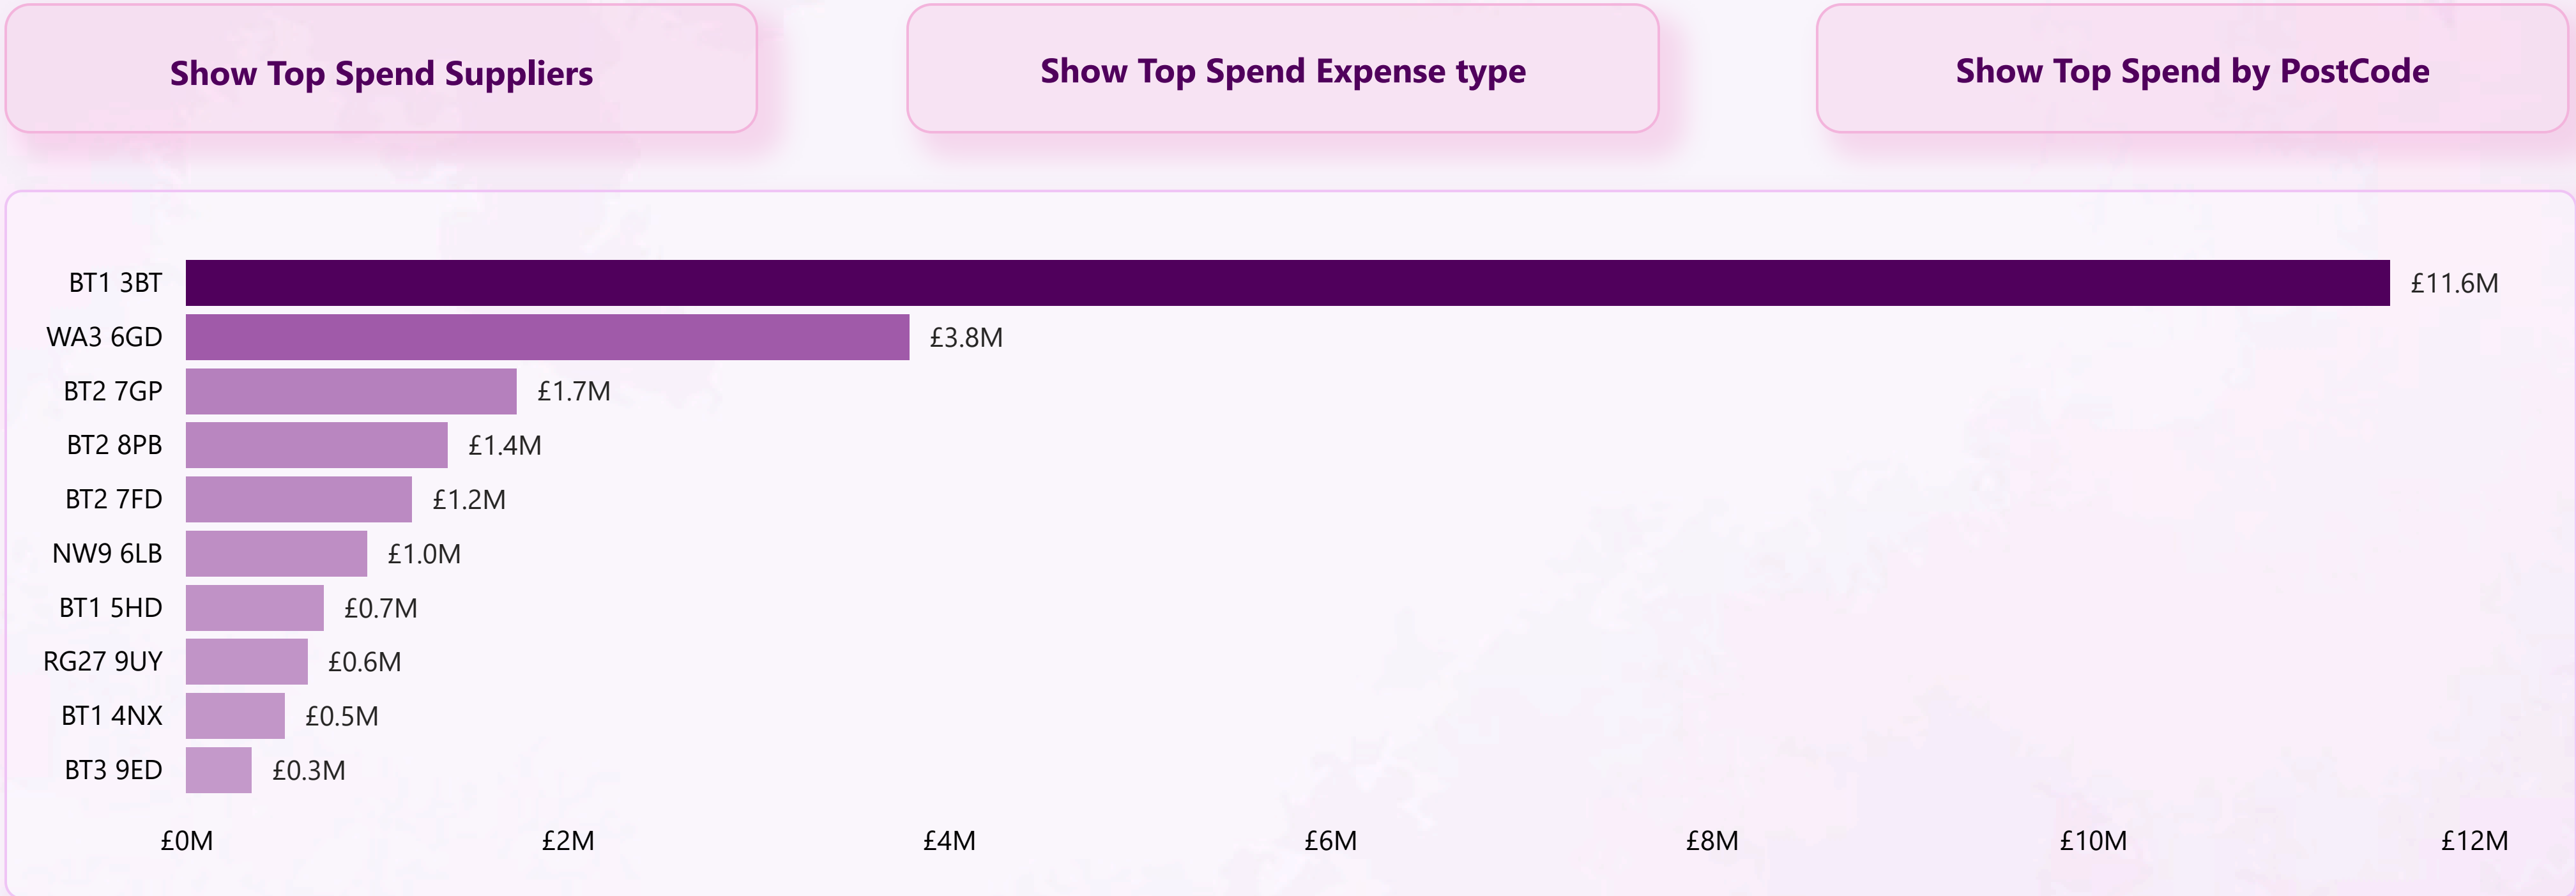 Show Top Spend Suppliers
Show Top Spend Expense type
Show Top Spend by PostCode
BT1 3BT £11.6M
WA3 6GD £3.8M
BT2 7GP £1.7M
BT2 8PB £1.4M
BT2 7FD £1.2M
NW9 6LB £1.0M
BT1 5HD £0.7M
RG27 9UY £0.6M
BT1 4NX £0.5M
BT3 9ED £0.3M
£0M £2M £4M £6M £8M £10M £12M